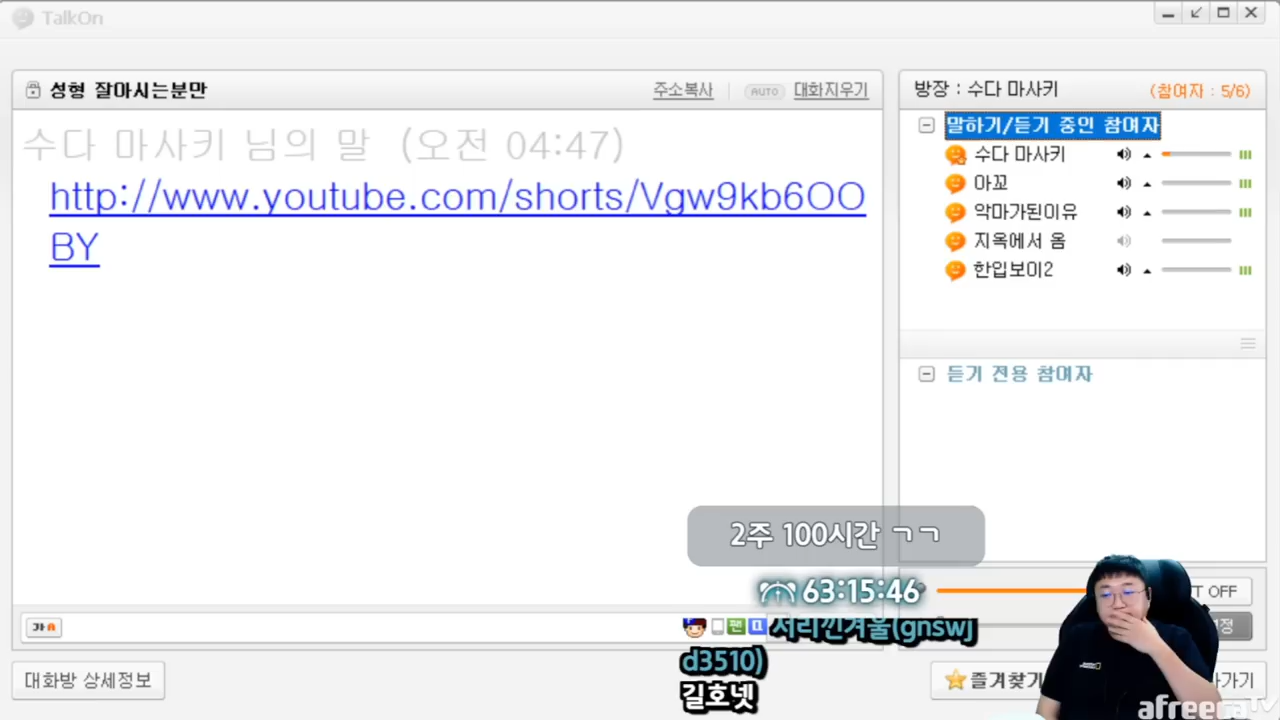 TalkOn
성형 잘아시는분만
주소복사
AUTO
대화지우기
수다 마사키 님의 말 (오전 04:47)
http://www.youtube.com/shorts/Vgw9kb6OO
BY
방장 : 수다 마사키
(참여자 : 5/6)
말하기/듣기 중인 참여자
수다 마사키
아꼬
악마가된이유
지옥에서 옴
한입보이2
듣기 전용 참여자
2주 100시간 ㄱㄱ
63:15:46
OFF
가가
팬
서리낀겨울(gnswj
d3510)
길호넷
대화방 상세정보
즐겨찾기
가기
afreecaTV